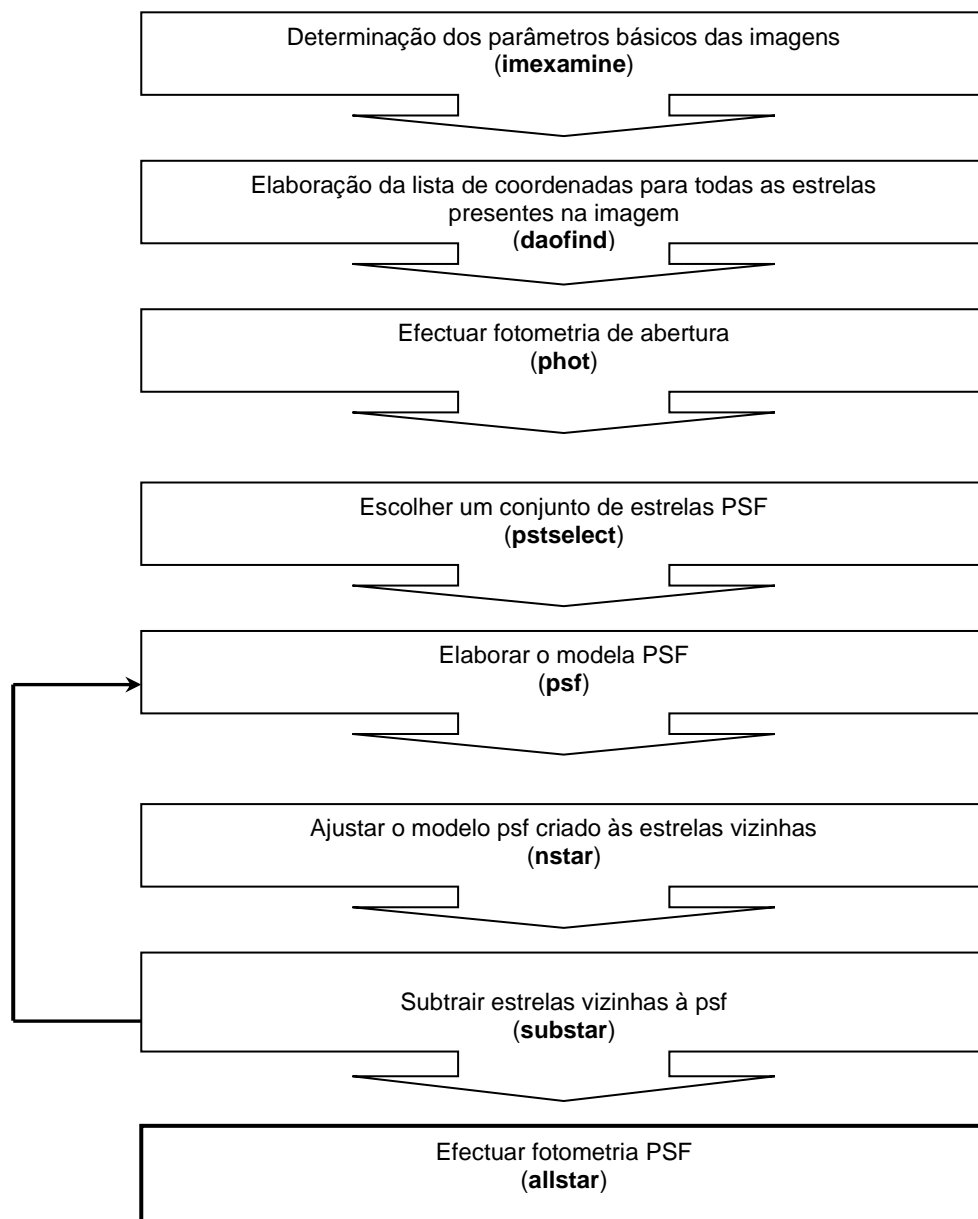 Determinação dos parâmetros básicos das imagens
(imexamine)
Elaboração da lista de coordenadas para todas as estrelas
presentes na imagem
(daofind)
Efectuar fotometria de abertura
(phot)
Escolher um conjunto de estrelas PSF
(pstselect)
Elaborar o modela PSF
(psf)
Ajustar o modelo psf criado às estrelas vizinhas
(nstar)
Subtrair estrelas vizinhas à psf
(substar)
Efectuar fotometria PSF
(allstar)